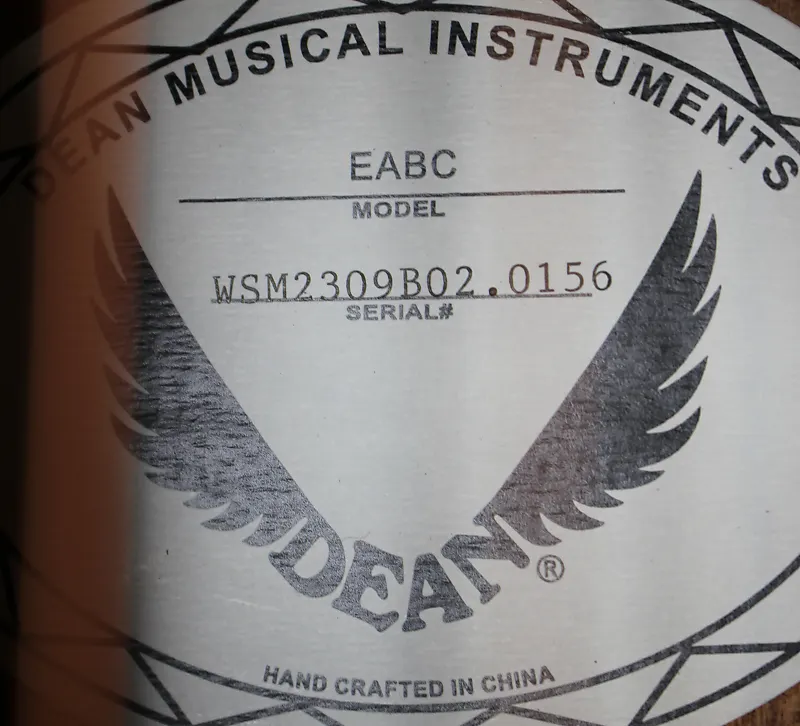 DEAN MUSICAL INSTRUMENTS
EABC
MODEL
WSM2309B02.0156
SERIAL#
DEAN®
HAND CRAFTED IN CHINA